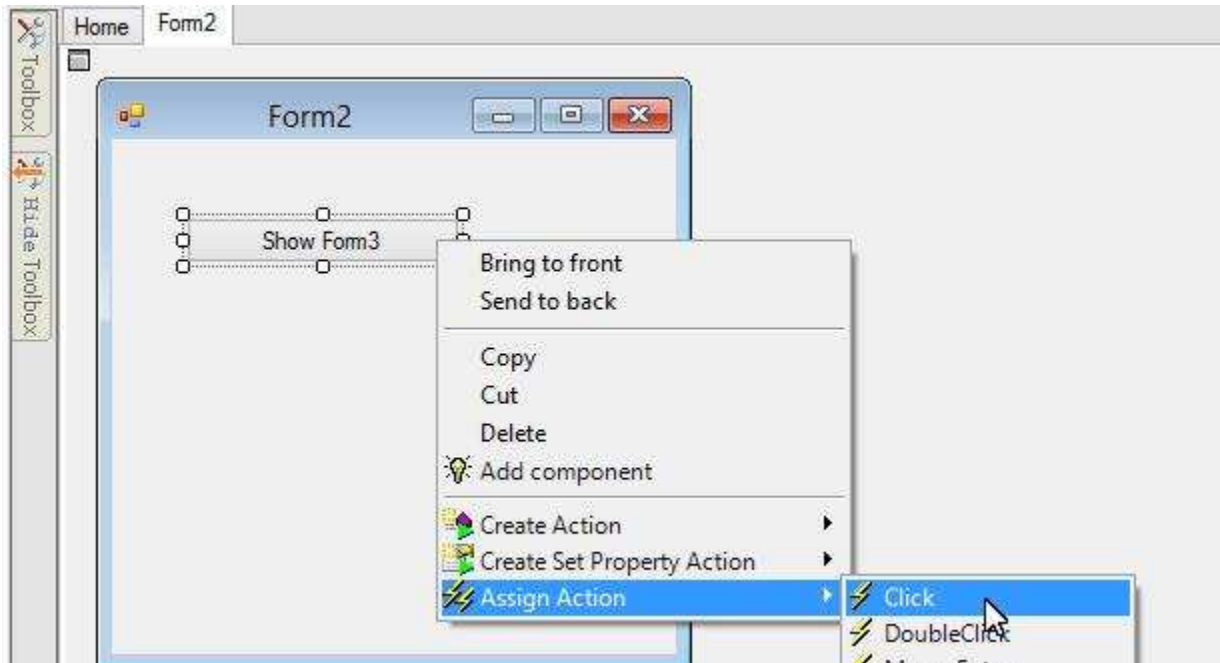 Home Form2
Toolbox
Hide Toolbox
Form2
Show Form3
Bring to front
Send to back
Copy
Cut
Delete
Add component
Create Action
Create Set Property Action
Assign Action
Click
DoubleClick